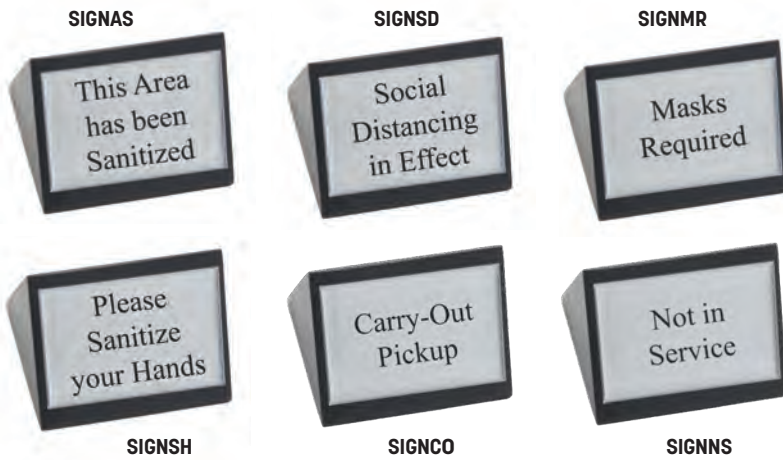 SIGNAS
SIGNSD
SIGNMR
This Area
has been
Sanitized
Social
Distancing
in Effect
Masks
Required
Please
Sanitize
your Hands
Carry-Out
Pickup
Not in
Service
SIGNSH
SIGNCO
SIGNNS